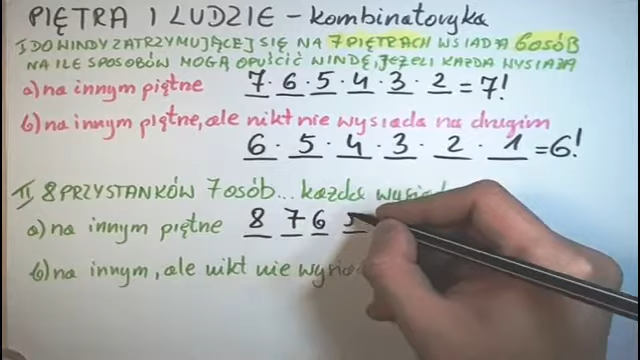 PIĘTRA I LUDZIE – kombinatoryka
I DO WINDY ZATRZYMUJĄCEJ SIĘ NA 7 PIĘTRACH WSIADA 6 OSÓB
NA ILE SPOSOBÓW MOGĄ OPUŚCIĆ WINDĘ, JEŻELI KAŻDA WYSIADA
a) na innym piętrze 7 · 6 · 5 · 4 · 3 · 2 = 7!
b) na innym piętrze, ale nikt nie wysiada na drugim
6 · 5 · 4 · 3 · 2 · 1 = 6!
II 8 PRZYSTANKÓW 7 osób... każda
a) na innym piętrze 8 7 6
b) na innym, ale nikt nie